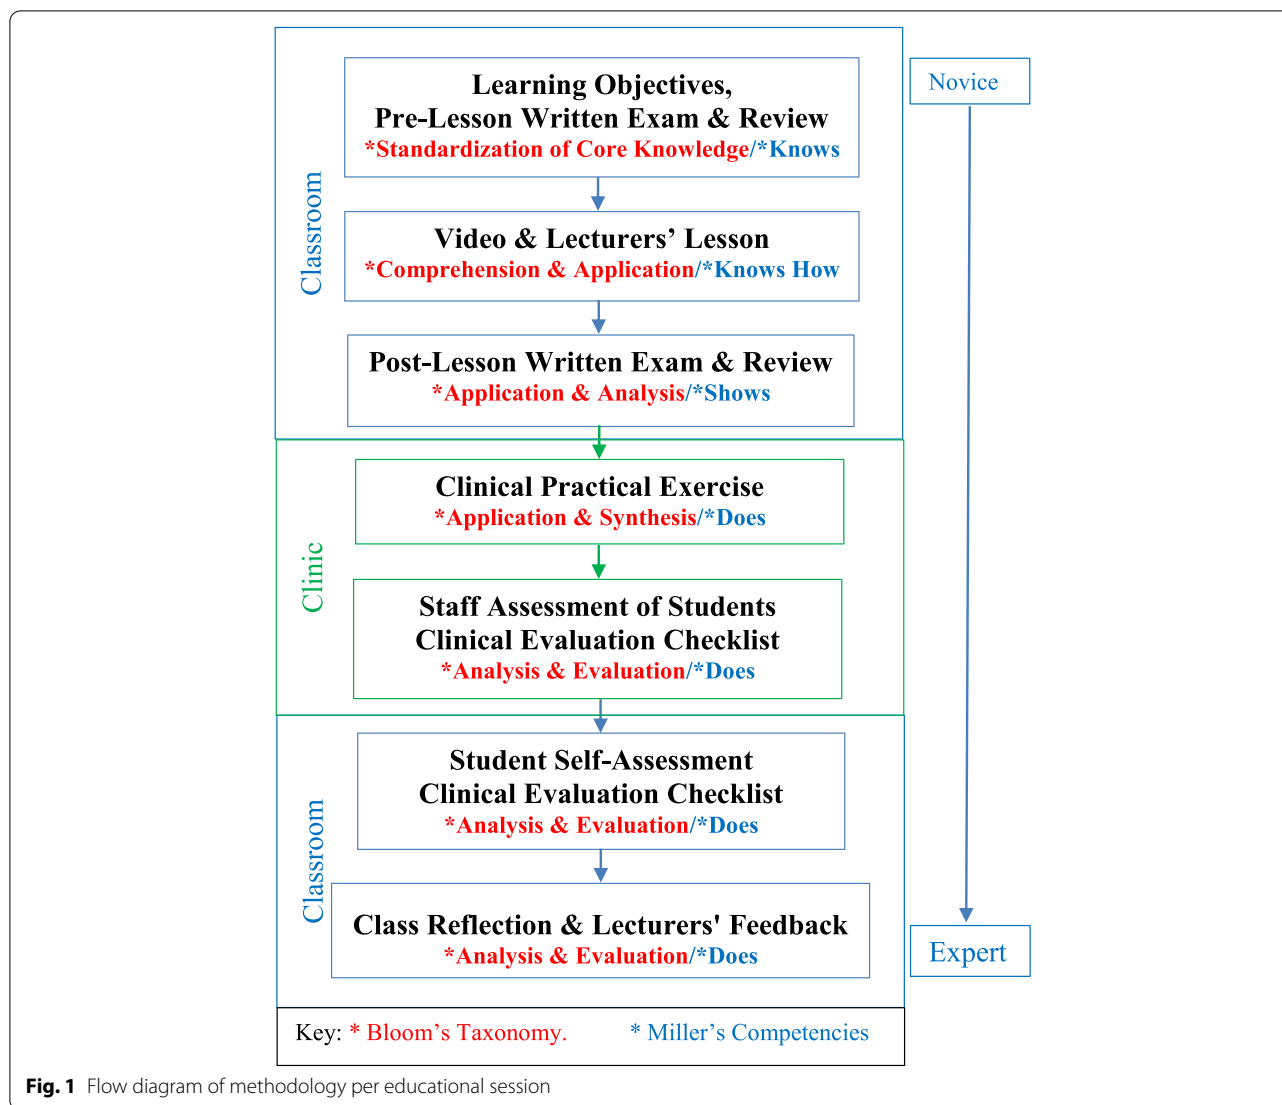 Classroom
Learning Objectives,
Pre-Lesson Written Exam & Review
*Standardization of Core Knowledge/*Knows
Video & Lecturers’ Lesson
*Comprehension & Application/*Knows How
Post-Lesson Written Exam & Review
*Application & Analysis/*Shows
Clinic
Clinical Practical Exercise
*Application & Synthesis/*Does
Staff Assessment of Students
Clinical Evaluation Checklist
*Analysis & Evaluation/*Does
Classroom
Student Self-Assessment
Clinical Evaluation Checklist
*Analysis & Evaluation/*Does
Class Reflection & Lecturers' Feedback
*Analysis & Evaluation/*Does
Novice
Expert
Key: * Bloom’s Taxonomy. * Miller’s Competencies
Fig. 1 Flow diagram of methodology per educational session